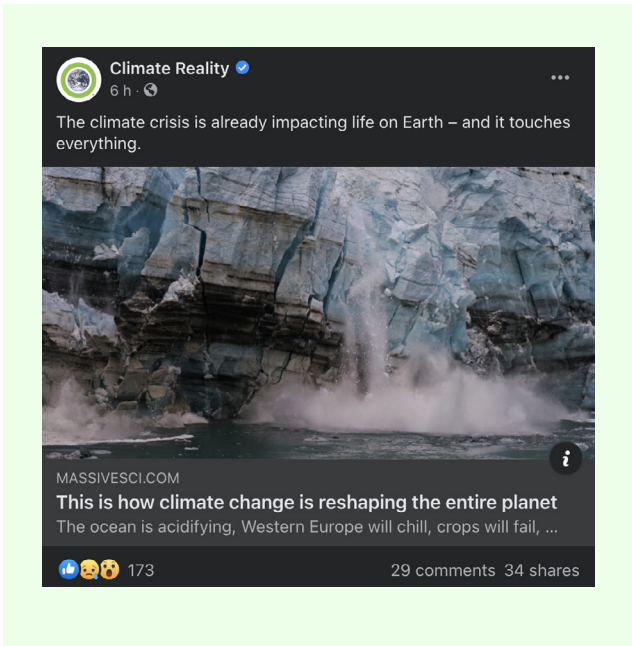 Climate Reality
6 h ·
The climate crisis is already impacting life on Earth – and it touches
everything.
MASSIVESCI.COM
This is how climate change is reshaping the entire planet
The ocean is acidifying, Western Europe will chill, crops will fail, ...
173
29 comments 34 shares